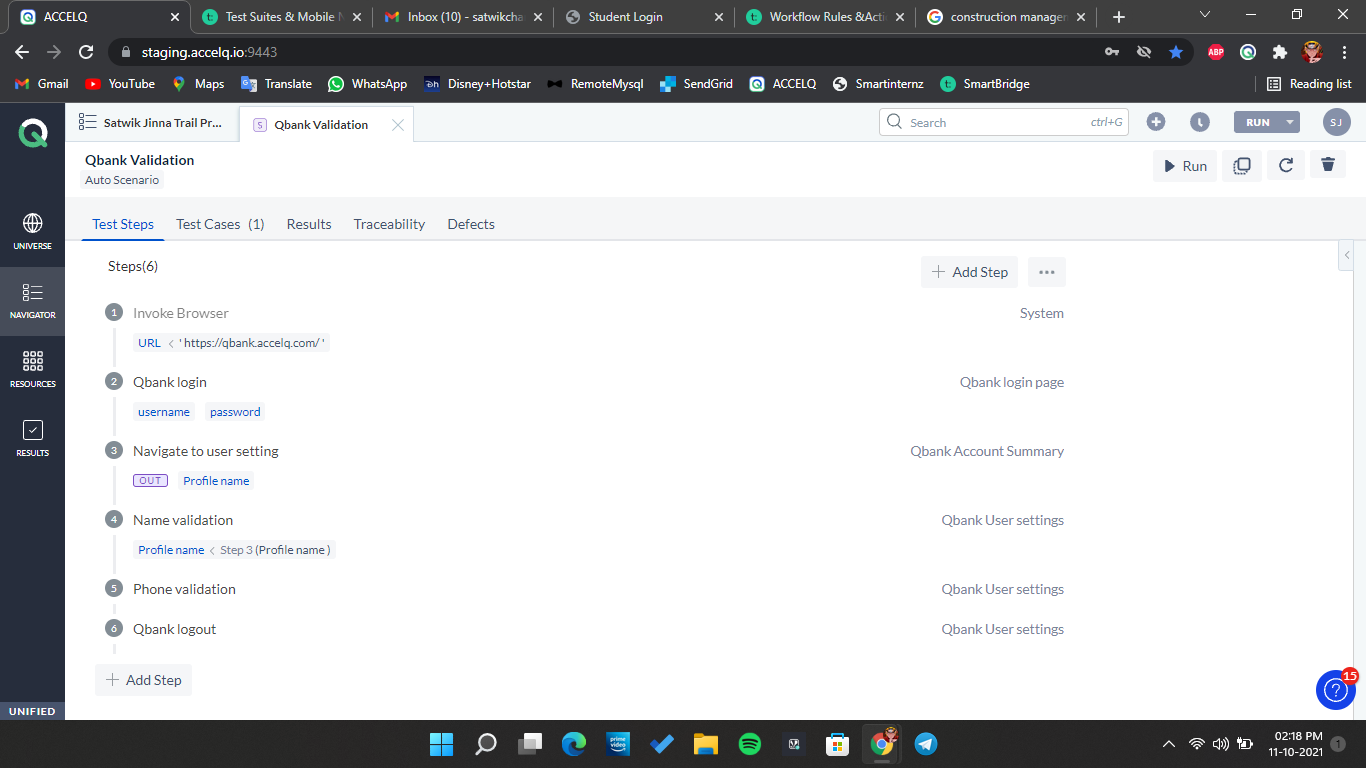 ACCELQ
Test Suites & Mobile
Inbox (10) - satwikcha
Student Login
Workflow Rules &Acti
construction manager
staging.accelq.io:9443
ABP
Gmail
YouTube
Maps
Translate
WhatsApp
Disney+Hotstar
RemoteMysql
SendGrid
ACCELQ
Smartinternz
SmartBridge
Reading list
Satwik Jinna Trail Pr...
S
Qbank Validation
Search
ctrl+G
RUN
SJ
Qbank Validation
Auto Scenario
Run
UNIVERSE
NAVIGATOR
RESOURCES
RESULTS
UNIFIED
Test Steps
Test Cases (1)
Results
Traceability
Defects
Steps(6)
Add Step
1 Invoke Browser
System
URL < ' https://qbank.accelq.com/ '
2 Qbank login
Qbank login page
username password
3 Navigate to user setting
Qbank Account Summary
OUT Profile name
4 Name validation
Qbank User settings
Profile name < Step 3 (Profile name )
5 Phone validation
Qbank User settings
6 Qbank logout
Qbank User settings
Add Step
15
?
prime video
02:18 PM
11-10-2021
1